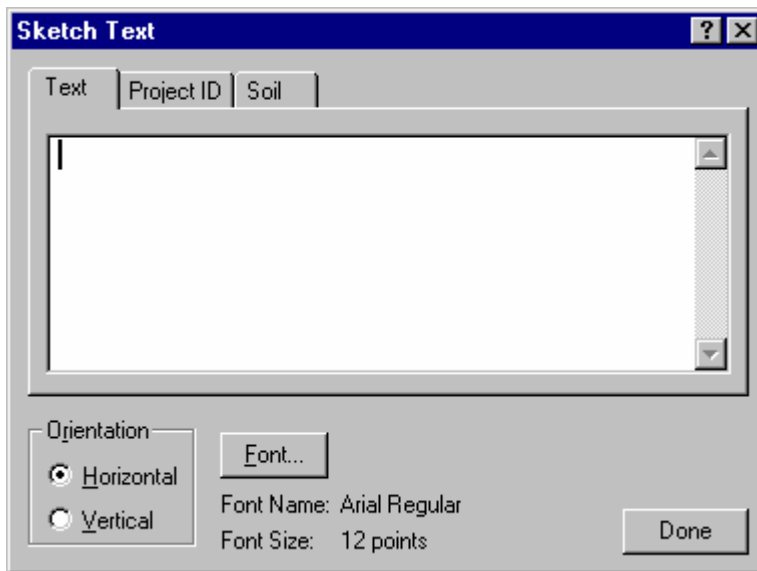 Sketch Text
Text Project ID Soil
Orientation
Horizontal
Vertical
Font...
Font Name: Arial Regular
Font Size: 12 points
Done